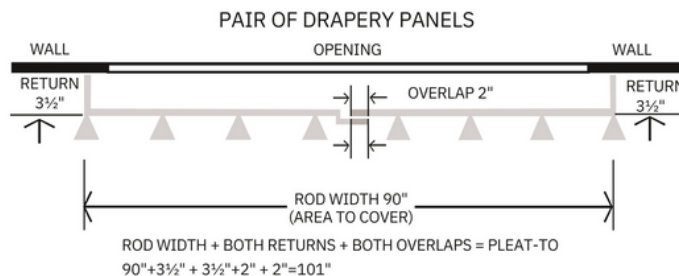 PAIR OF DRAPERY PANELS
WALL
OPENING
WALL
RETURN
3½"
OVERLAP 2"
RETURN
3½"
ROD WIDTH 90"
(AREA TO COVER)
ROD WIDTH + BOTH RETURNS + BOTH OVERLAPS = PLEAT-TO
90"+3½" + 3½"+2" + 2"=101"